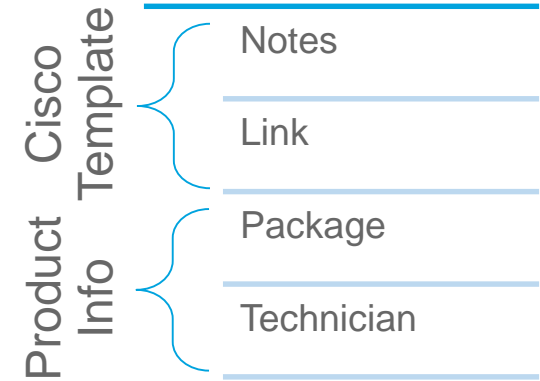 Cisco
Template
Notes
Link
Product
Info
Package
Technician